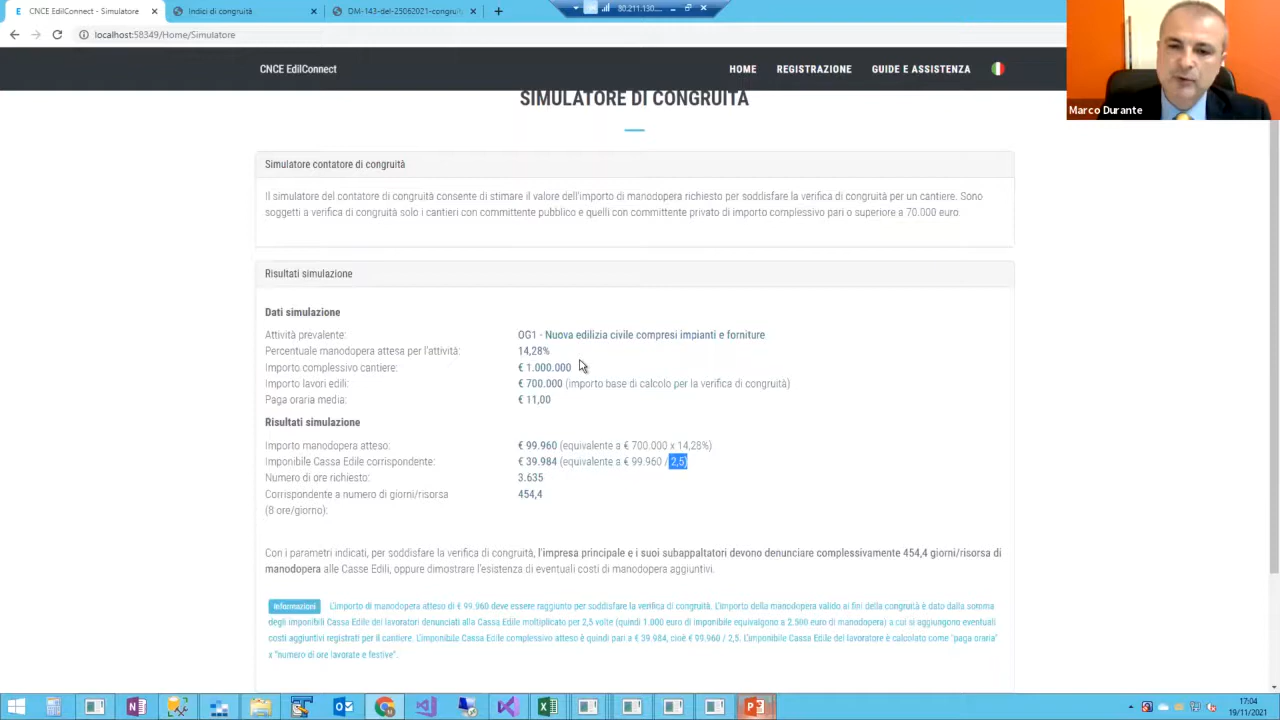 CNCE EdilConnect - Simulatore
Indici di congruità
DM-143-del-25062021-congruity
80.211.130....
localhost:58349/Home/Simulatore
CNCE EdilConnect
HOME
REGISTRAZIONE
GUIDE E ASSISTENZA
Marco Durante
SIMULATORE DI CONGRUITÀ
Simulatore contatore di congruità
Il simulatore del contatore di congruità consente di stimare il valore dell'importo di manodopera richiesto per soddisfare la verifica di congruità per un cantiere. Sono
soggetti a verifica di congruità solo i cantieri con committente pubblico e quelli con committente privato di importo complessivo pari o superiore a 70.000 euro.
Risultati simulazione
Dati simulazione
Attività prevalente: OG1 - Nuova edilizia civile compresi impianti e forniture
Percentuale manodopera attesa per l'attività: 14,28%
Importo complessivo cantiere: € 1.000.000
Importo lavori edili: € 700.000 (importo base di calcolo per la verifica di congruità)
Paga oraria media: € 11,00
Risultati simulazione
Importo manodopera atteso: € 99.960 (equivalente a € 700.000 x 14,28%)
Imponibile Cassa Edile corrispondente: € 39.984 (equivalente a € 99.960 / 2,5)
Numero di ore richiesto: 3.635
Corrispondente a numero di giorni/risorsa 454,4
(8 ore/giorno):
Con i parametri indicati, per soddisfare la verifica di congruità, l'impresa principale e i suoi subappaltatori devono denunciare complessivamente 454,4 giorni/risorsa di
manodopera alle Casse Edili, oppure dimostrare l'esistenza di eventuali costi di manodopera aggiuntivi.
Informazioni L'importo di manodopera atteso di € 99.960 deve essere raggiunto per soddisfare la verifica di congruità. L'importo della manodopera valido ai fini della congruità è dato dalla somma
degli imponibili Cassa Edile dei lavoratori denunciati alla Cassa Edile moltiplicato per 2,5 volte (quindi 1.000 euro di imponibile equivalgono a 2.500 euro di manodopera) a cui si aggiungono eventuali
costi aggiuntivi registrati per il cantiere. L'imponibile Cassa Edile complessivo atteso è quindi pari a € 39.984, cioè € 99.960 / 2,5. L'imponibile Cassa Edile del lavoratore è calcolato come "paga oraria"
x "numero di ore lavorate e festive".
17:04
19/11/2021